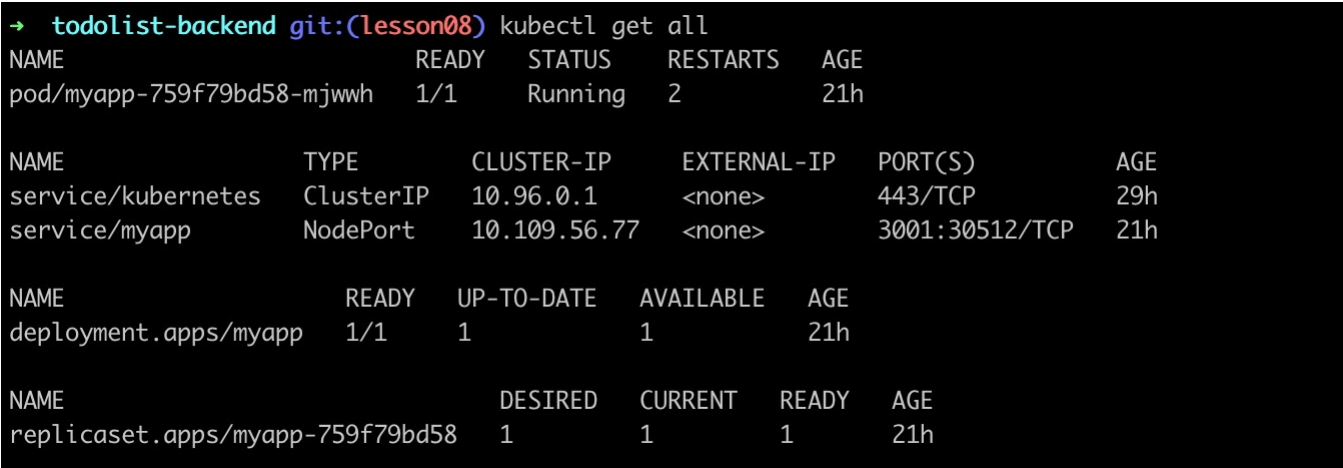 → todolist-backend git:(lesson08) kubectl get all
NAME READY STATUS RESTARTS AGE
pod/myapp-759f79bd58-mjwwh 1/1 Running 2 21h
NAME TYPE CLUSTER-IP EXTERNAL-IP PORT(S) AGE
service/kubernetes ClusterIP 10.96.0.1 <none> 443/TCP 29h
service/myapp NodePort 10.109.56.77 <none> 3001:30512/TCP 21h
NAME READY UP-TO-DATE AVAILABLE AGE
deployment.apps/myapp 1/1 1 1 21h
NAME DESIRED CURRENT READY AGE
replicaset.apps/myapp-759f79bd58 1 1 1 21h